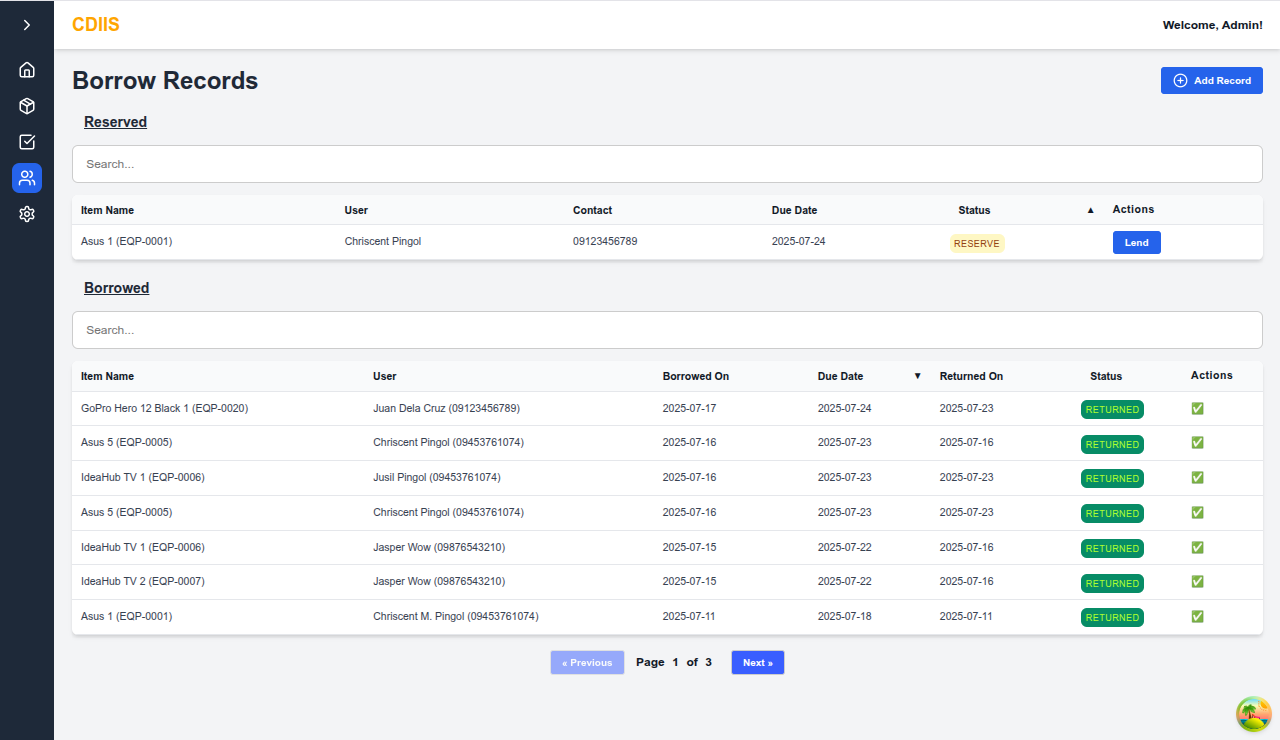 CDIIS
Welcome, Admin!
Borrow Records
Add Record
Reserved
Search...
Item Name User Contact Due Date Status ▲ Actions
Asus 1 (EQP-0001) Chriscent Pingol 09123456789 2025-07-24 RESERVE Lend
Borrowed
Search...
Item Name User Borrowed On Due Date ▼ Returned On Status Actions
GoPro Hero 12 Black 1 (EQP-0020) Juan Dela Cruz (09123456789) 2025-07-17 2025-07-24 2025-07-23 RETURNED ✅
Asus 5 (EQP-0005) Chriscent Pingol (09453761074) 2025-07-16 2025-07-23 2025-07-16 RETURNED ✅
IdeaHub TV 1 (EQP-0006) Jusil Pingol (09453761074) 2025-07-16 2025-07-23 2025-07-23 RETURNED ✅
Asus 5 (EQP-0005) Chriscent Pingol (09453761074) 2025-07-16 2025-07-23 2025-07-23 RETURNED ✅
IdeaHub TV 1 (EQP-0006) Jasper Wow (09876543210) 2025-07-15 2025-07-22 2025-07-16 RETURNED ✅
IdeaHub TV 2 (EQP-0007) Jasper Wow (09876543210) 2025-07-15 2025-07-22 2025-07-16 RETURNED ✅
Asus 1 (EQP-0001) Chriscent M. Pingol (09453761074) 2025-07-11 2025-07-18 2025-07-11 RETURNED ✅
« Previous Page 1 of 3 Next »